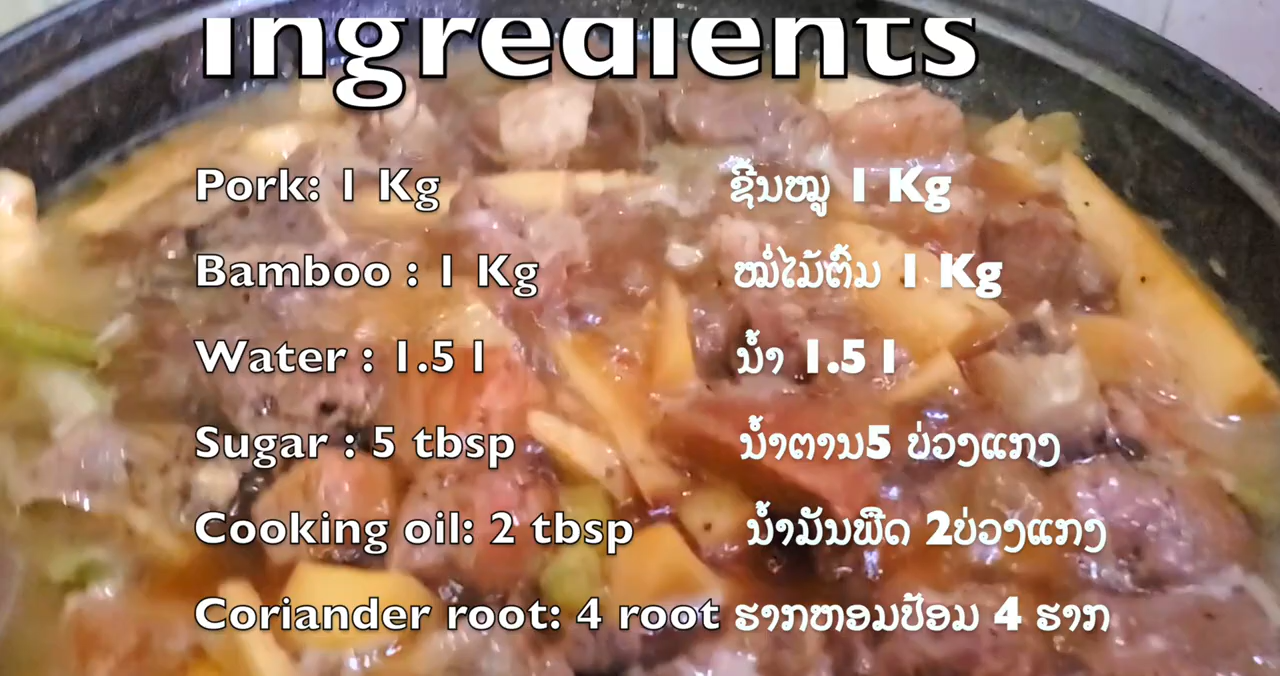 Ingredients
Pork: 1 Kg ຊີ້ນໝູ 1 Kg
Bamboo : 1 Kg ໝໍ່ໄມ້ຕົ້ມ 1 Kg
Water : 1.5 l ນ້ຳ 1.5 l
Sugar : 5 tbsp ນ້ຳຕານ5 ບ່ວງແກງ
Cooking oil: 2 tbsp ນ້ຳມັນພືດ 2ບ່ວງແກງ
Coriander root: 4 root ຮາກຫອມປ້ອມ 4 ຮາກ